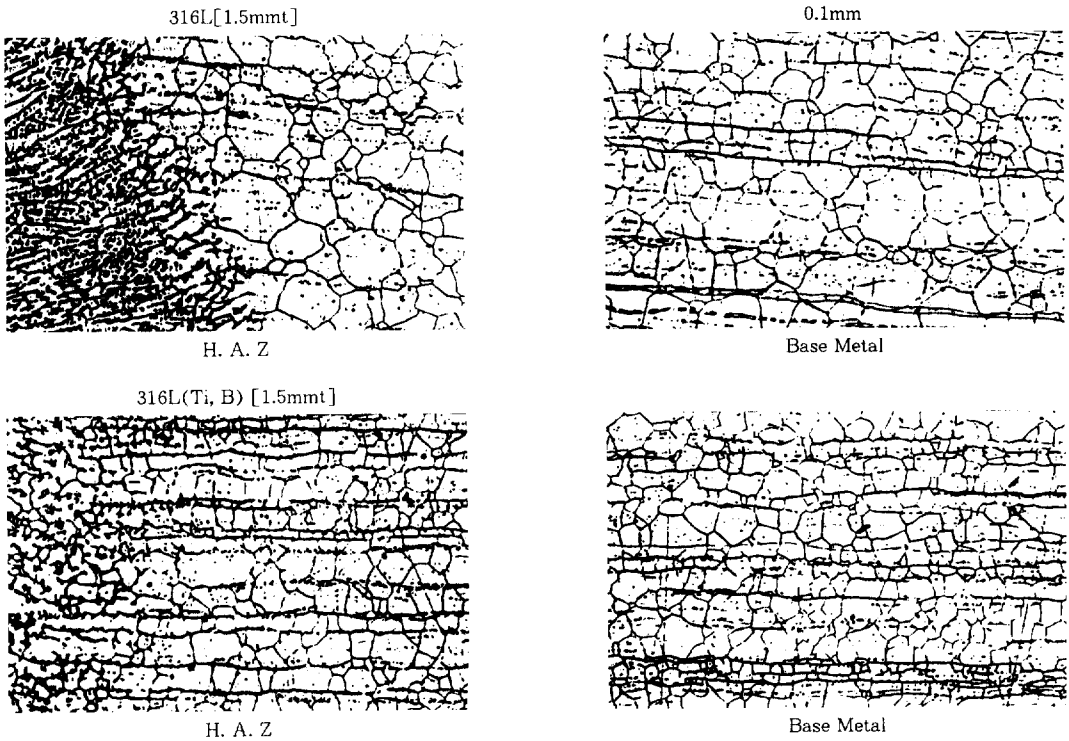 316L[1.5mmt]
0.1mm
H. A. Z
Base Metal
316L(Ti, B) [1.5mmt]
H. A. Z
Base Metal